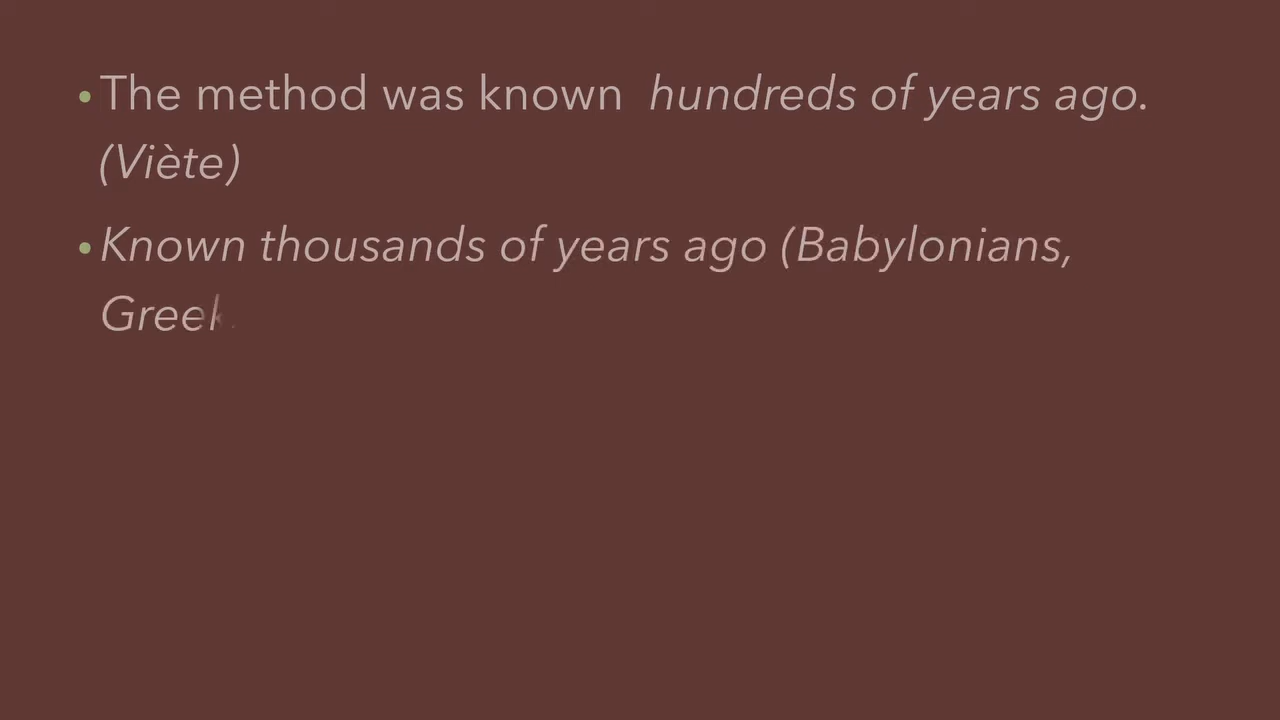 • The method was known hundreds of years ago.
(Viète)
• Known thousands of years ago (Babylonians,
Greek